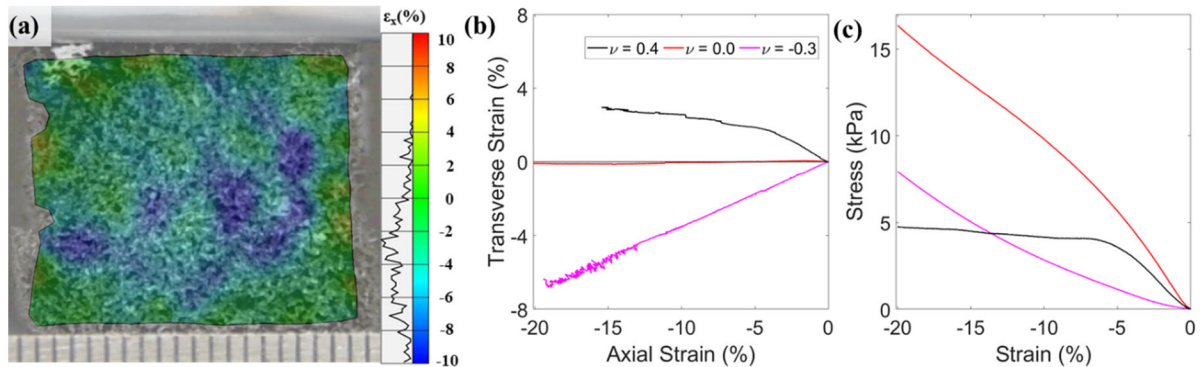 (a)
εx(%)
10
8
6
4
2
0
-2
-4
-6
-8
-10
(b)
Transverse Strain (%)
8
4
0
-4
-8
ν = 0.4 ν = 0.0 ν = -0.3
-20 -15 -10 -5 0
Axial Strain (%)
(c)
Stress (kPa)
15
10
5
0
-20 -15 -10 -5 0
Strain (%)